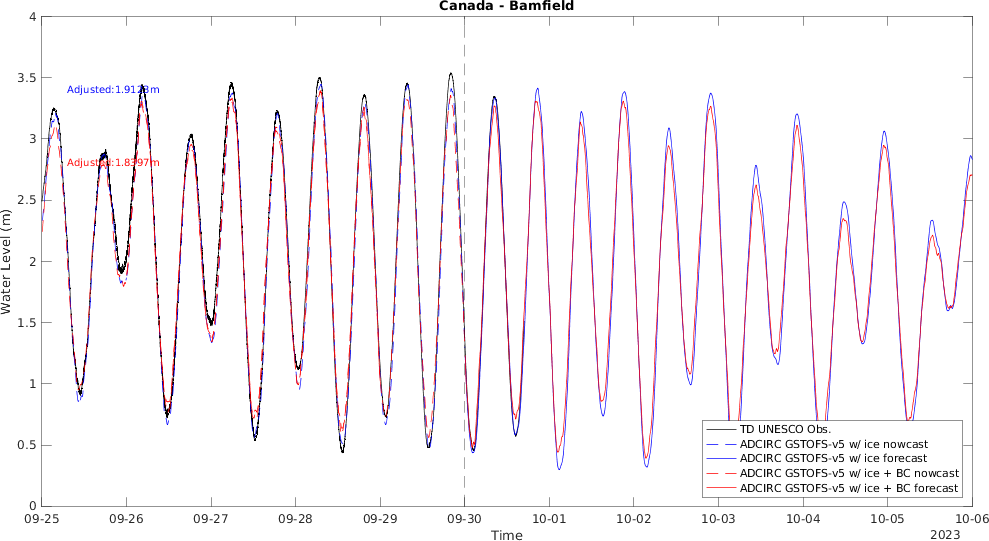 Canada - Bamfield
4
3.5
3
2.5
2
1.5
1
0.5
0
Water Level (m)
Adjusted:1.9123m
Adjusted:1.8397m
TD UNESCO Obs.
ADCIRC GSTOFS-v5 w/ ice nowcast
ADCIRC GSTOFS-v5 w/ ice forecast
ADCIRC GSTOFS-v5 w/ ice + BC nowcast
ADCIRC GSTOFS-v5 w/ ice + BC forecast
09-25 09-26 09-27 09-28 09-29 09-30 10-01 10-02 10-03 10-04 10-05 10-06
Time
2023